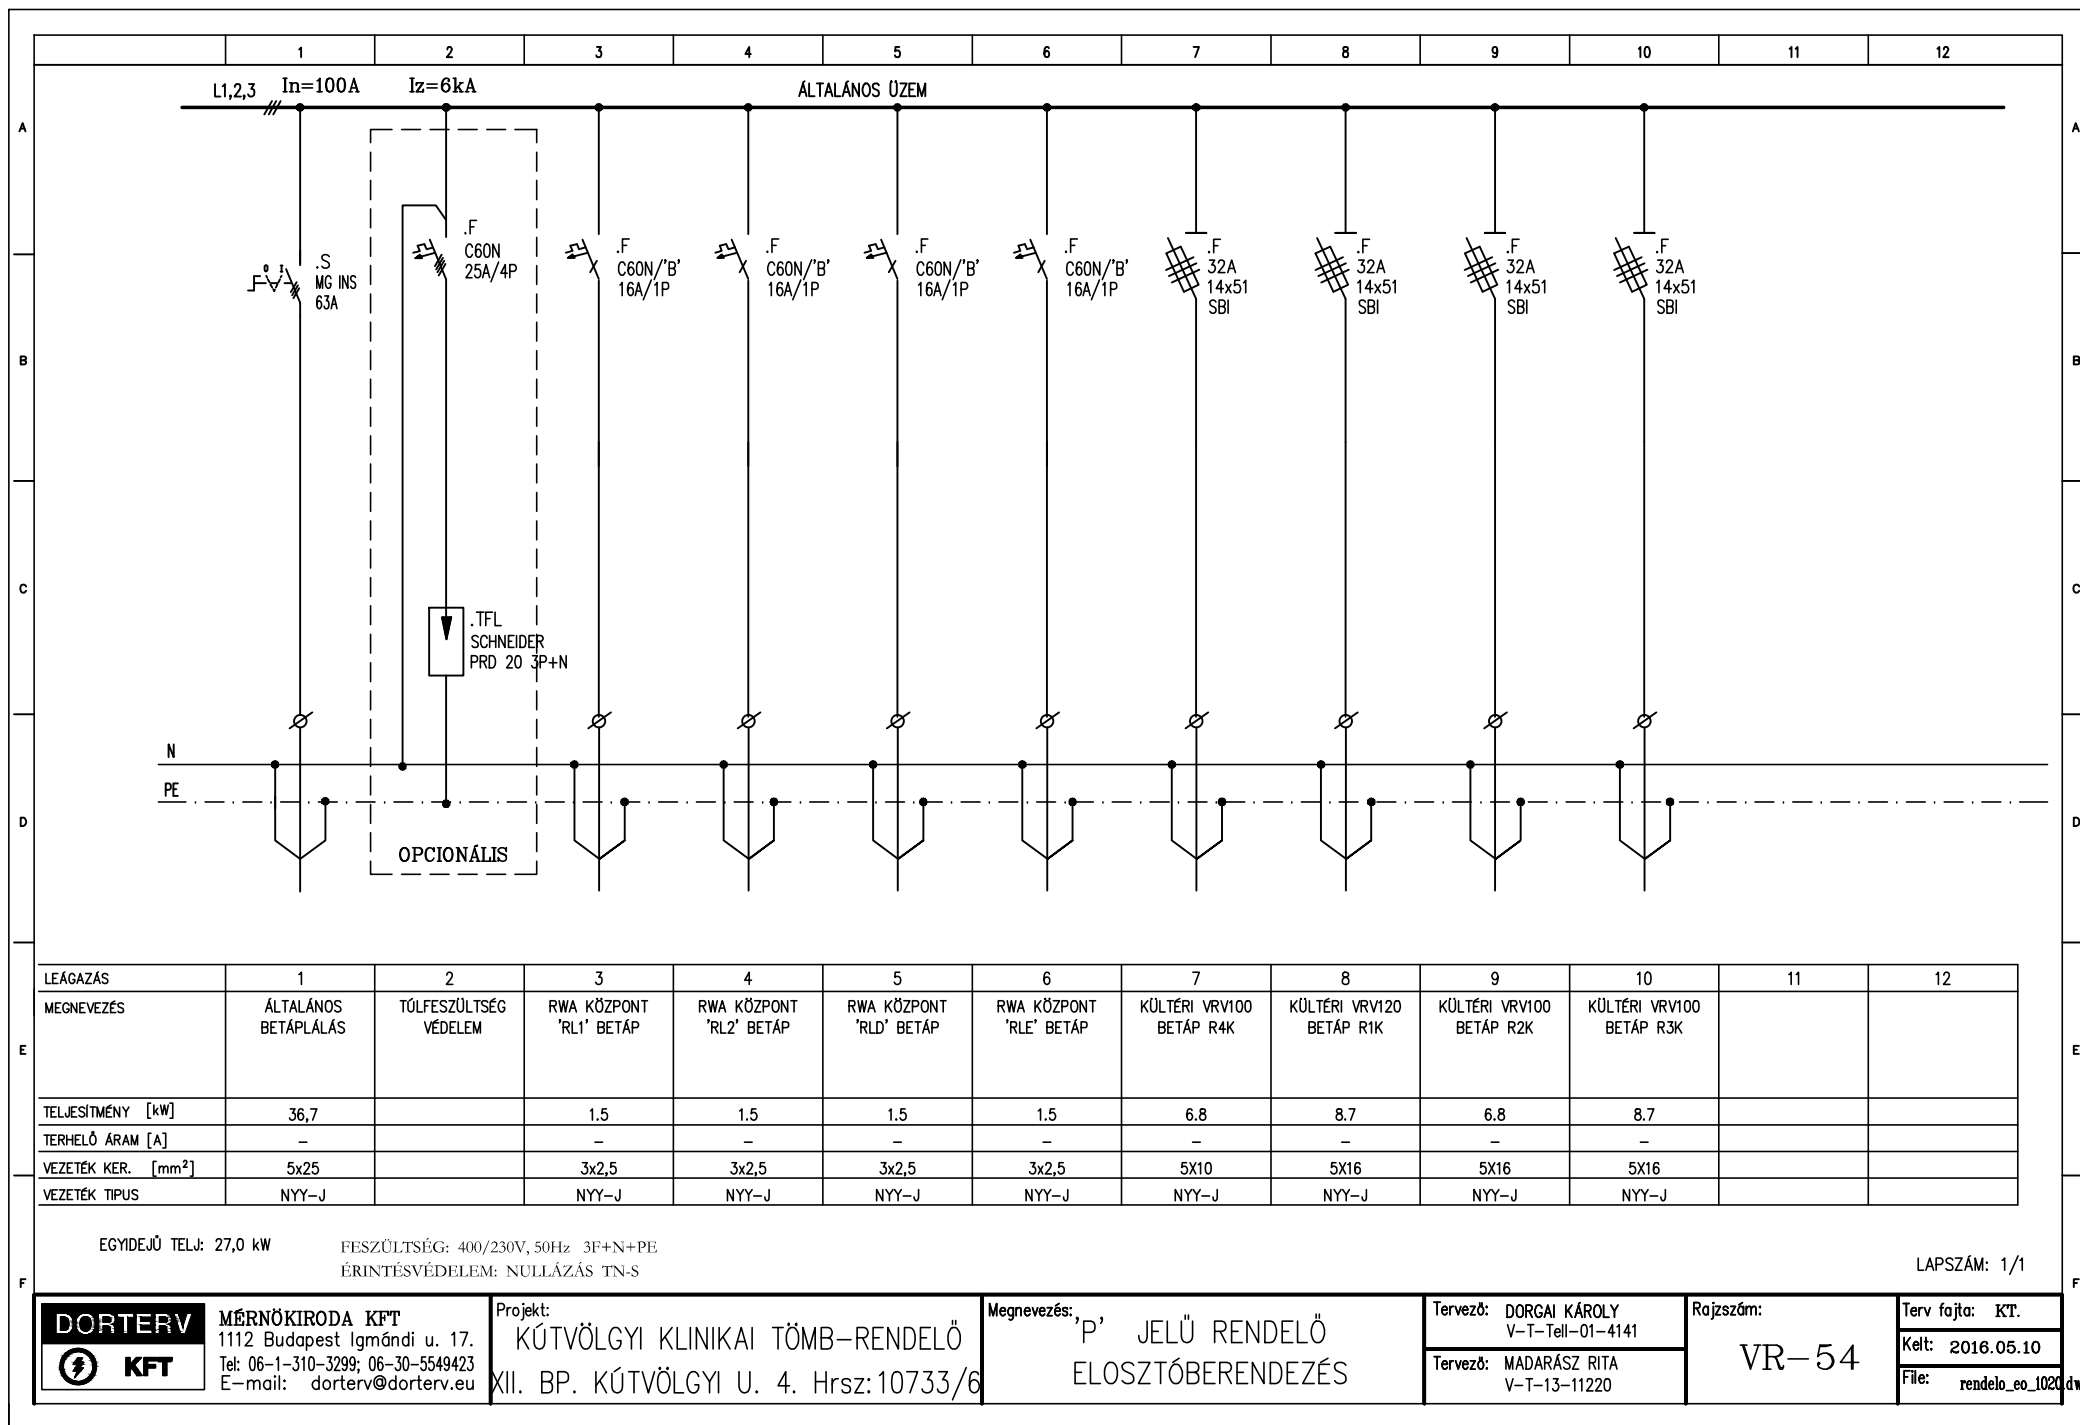 1 2 3 4 5 6 7 8 9 10 11 12
L1,2,3 In=100A Iz=6kA ÁLTALÁNOS ÜZEM
A A
.S
MG INS
63A
O I
.F
C60N
25A/4P
.F
C60N/'B'
16A/1P
.F
C60N/'B'
16A/1P
.F
C60N/'B'
16A/1P
.F
C60N/'B'
16A/1P
.F
32A
14x51
SBI
.F
32A
14x51
SBI
.F
32A
14x51
SBI
.F
32A
14x51
SBI
B B
C C
.TFL
SCHNEIDER
PRD 20 3P+N
N
PE
D D
OPCIONÁLIS
LEÁGAZÁS 1 2 3 4 5 6 7 8 9 10 11 12
MEGNEVEZÉS
ÁLTALÁNOS
BETÁPLÁLÁS
TÚLFESZÜLTSÉG
VÉDELEM
RWA KÖZPONT
'RL1' BETÁP
RWA KÖZPONT
'RL2' BETÁP
RWA KÖZPONT
'RLD' BETÁP
RWA KÖZPONT
'RLE' BETÁP
KÜLTÉRI VRV100
BETÁP R4K
KÜLTÉRI VRV120
BETÁP R1K
KÜLTÉRI VRV100
BETÁP R2K
KÜLTÉRI VRV100
BETÁP R3K
E E
TELJESÍTMÉNY [kW] 36,7 1.5 1.5 1.5 1.5 6.8 8.7 6.8 8.7
TERHELŐ ÁRAM [A] – – – – – – – – –
VEZETÉK KER. [mm²] 5x25 3x2,5 3x2,5 3x2,5 3x2,5 5X10 5X16 5X16 5X16
VEZETÉK TIPUS NYY–J NYY–J NYY–J NYY–J NYY–J NYY–J NYY–J NYY–J NYY–J
EGYIDEJŰ TELJ: 27,0 kW
FESZÜLTSÉG: 400/230V, 50Hz 3F+N+PE
ÉRINTÉSVÉDELEM: NULLÁZÁS TN-S
LAPSZÁM: 1/1
F F
DORTERV
KFT
MÉRNÖKIRODA KFT
1112 Budapest Igmándi u. 17.
Tel: 06–1–310–3299; 06–30–5549423
E–mail: dorterv@dorterv.eu
Projekt:
KÚTVÖLGYI KLINIKAI TÖMB–RENDELŐ
XII. BP. KÚTVÖLGYI U. 4. Hrsz:10733/6
Megnevezés:
'P' JELŰ RENDELŐ
ELOSZTÓBERENDEZÉS
Tervező: DORGAI KÁROLY
V–T–Tell–01–4141
Tervező: MADARÁSZ RITA
V–T–13–11220
Rajzszám:
VR–54
Terv fajta: KT.
Kelt: 2016.05.10
File: rendelo_eo_1020.dw